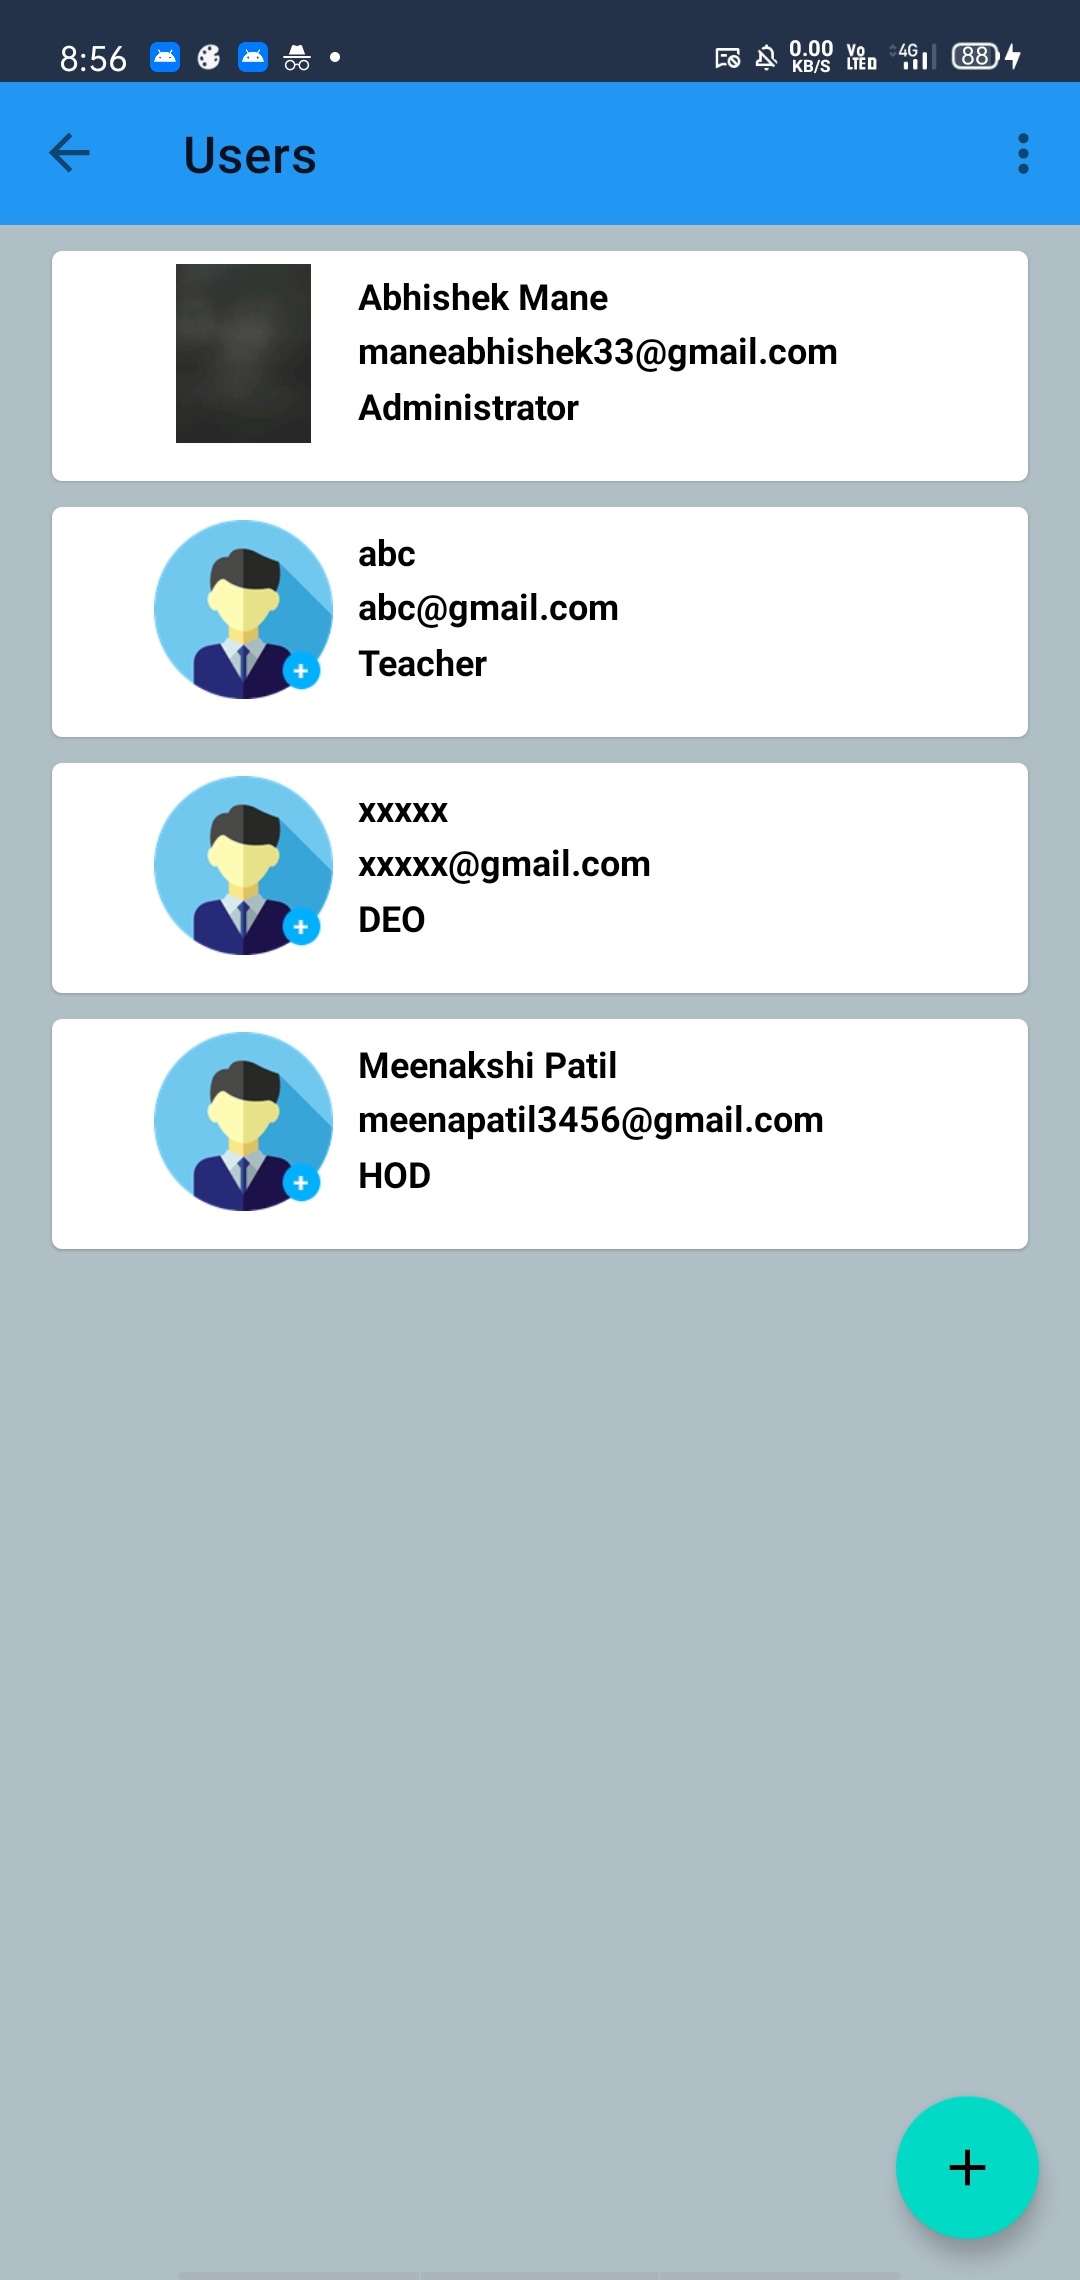 8:56
0.00
KB/S
Vo
LTED
4G
88
Users
Abhishek Mane
maneabhishek33@gmail.com
Administrator
abc
abc@gmail.com
Teacher
xxxxx
xxxxx@gmail.com
DEO
Meenakshi Patil
meenapatil3456@gmail.com
HOD